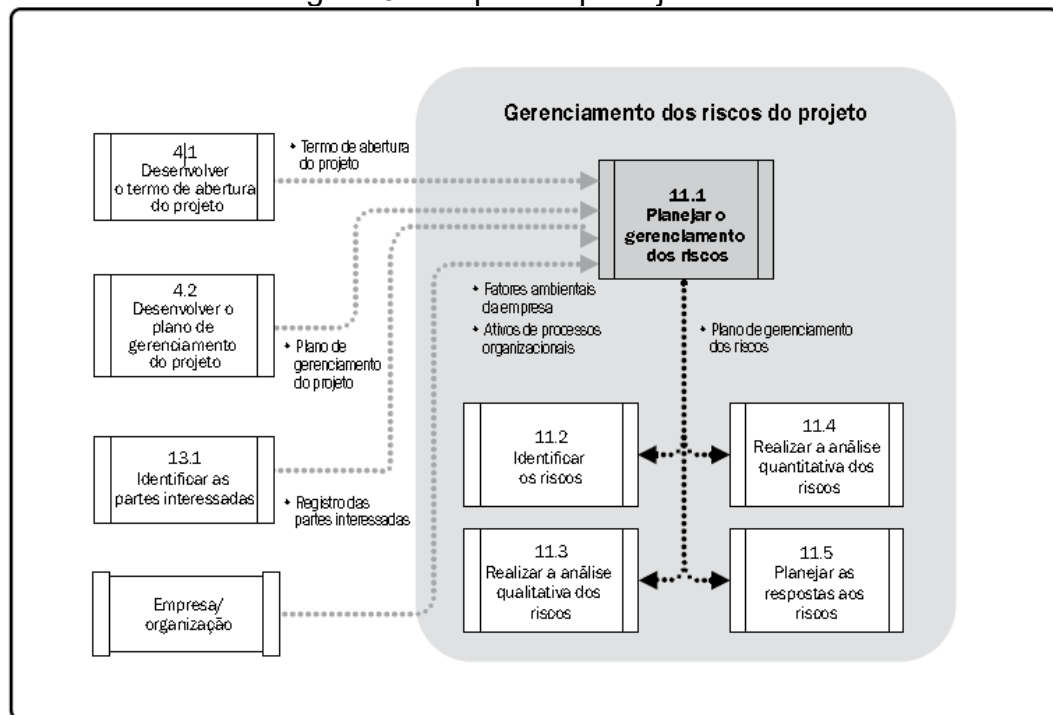 Gerenciamento dos riscos do projeto
4.1
Desenvolver
o termo de abertura
do projeto
+ Termo de abertura
do projeto
11.1
Planejar o
gerenciamento
dos riscos
4.2
Desenvolver o
plano de
gerenciamento
do projeto
+ Plano de
gerenciamento
do projeto
+ Fatores ambientais
da empresa
+ Ativos de processos
organizacionais
+ Plano de gerenciamento
dos riscos
13.1
Identificar as
partes interessadas
+ Registro das
partes interessadas
11.2
Identificar
os riscos
11.4
Realizar a análise
quantitativa dos
riscos
11.3
Realizar a análise
qualitativa dos
riscos
11.5
Planejar as
respostas aos
riscos
Empresa/
organização